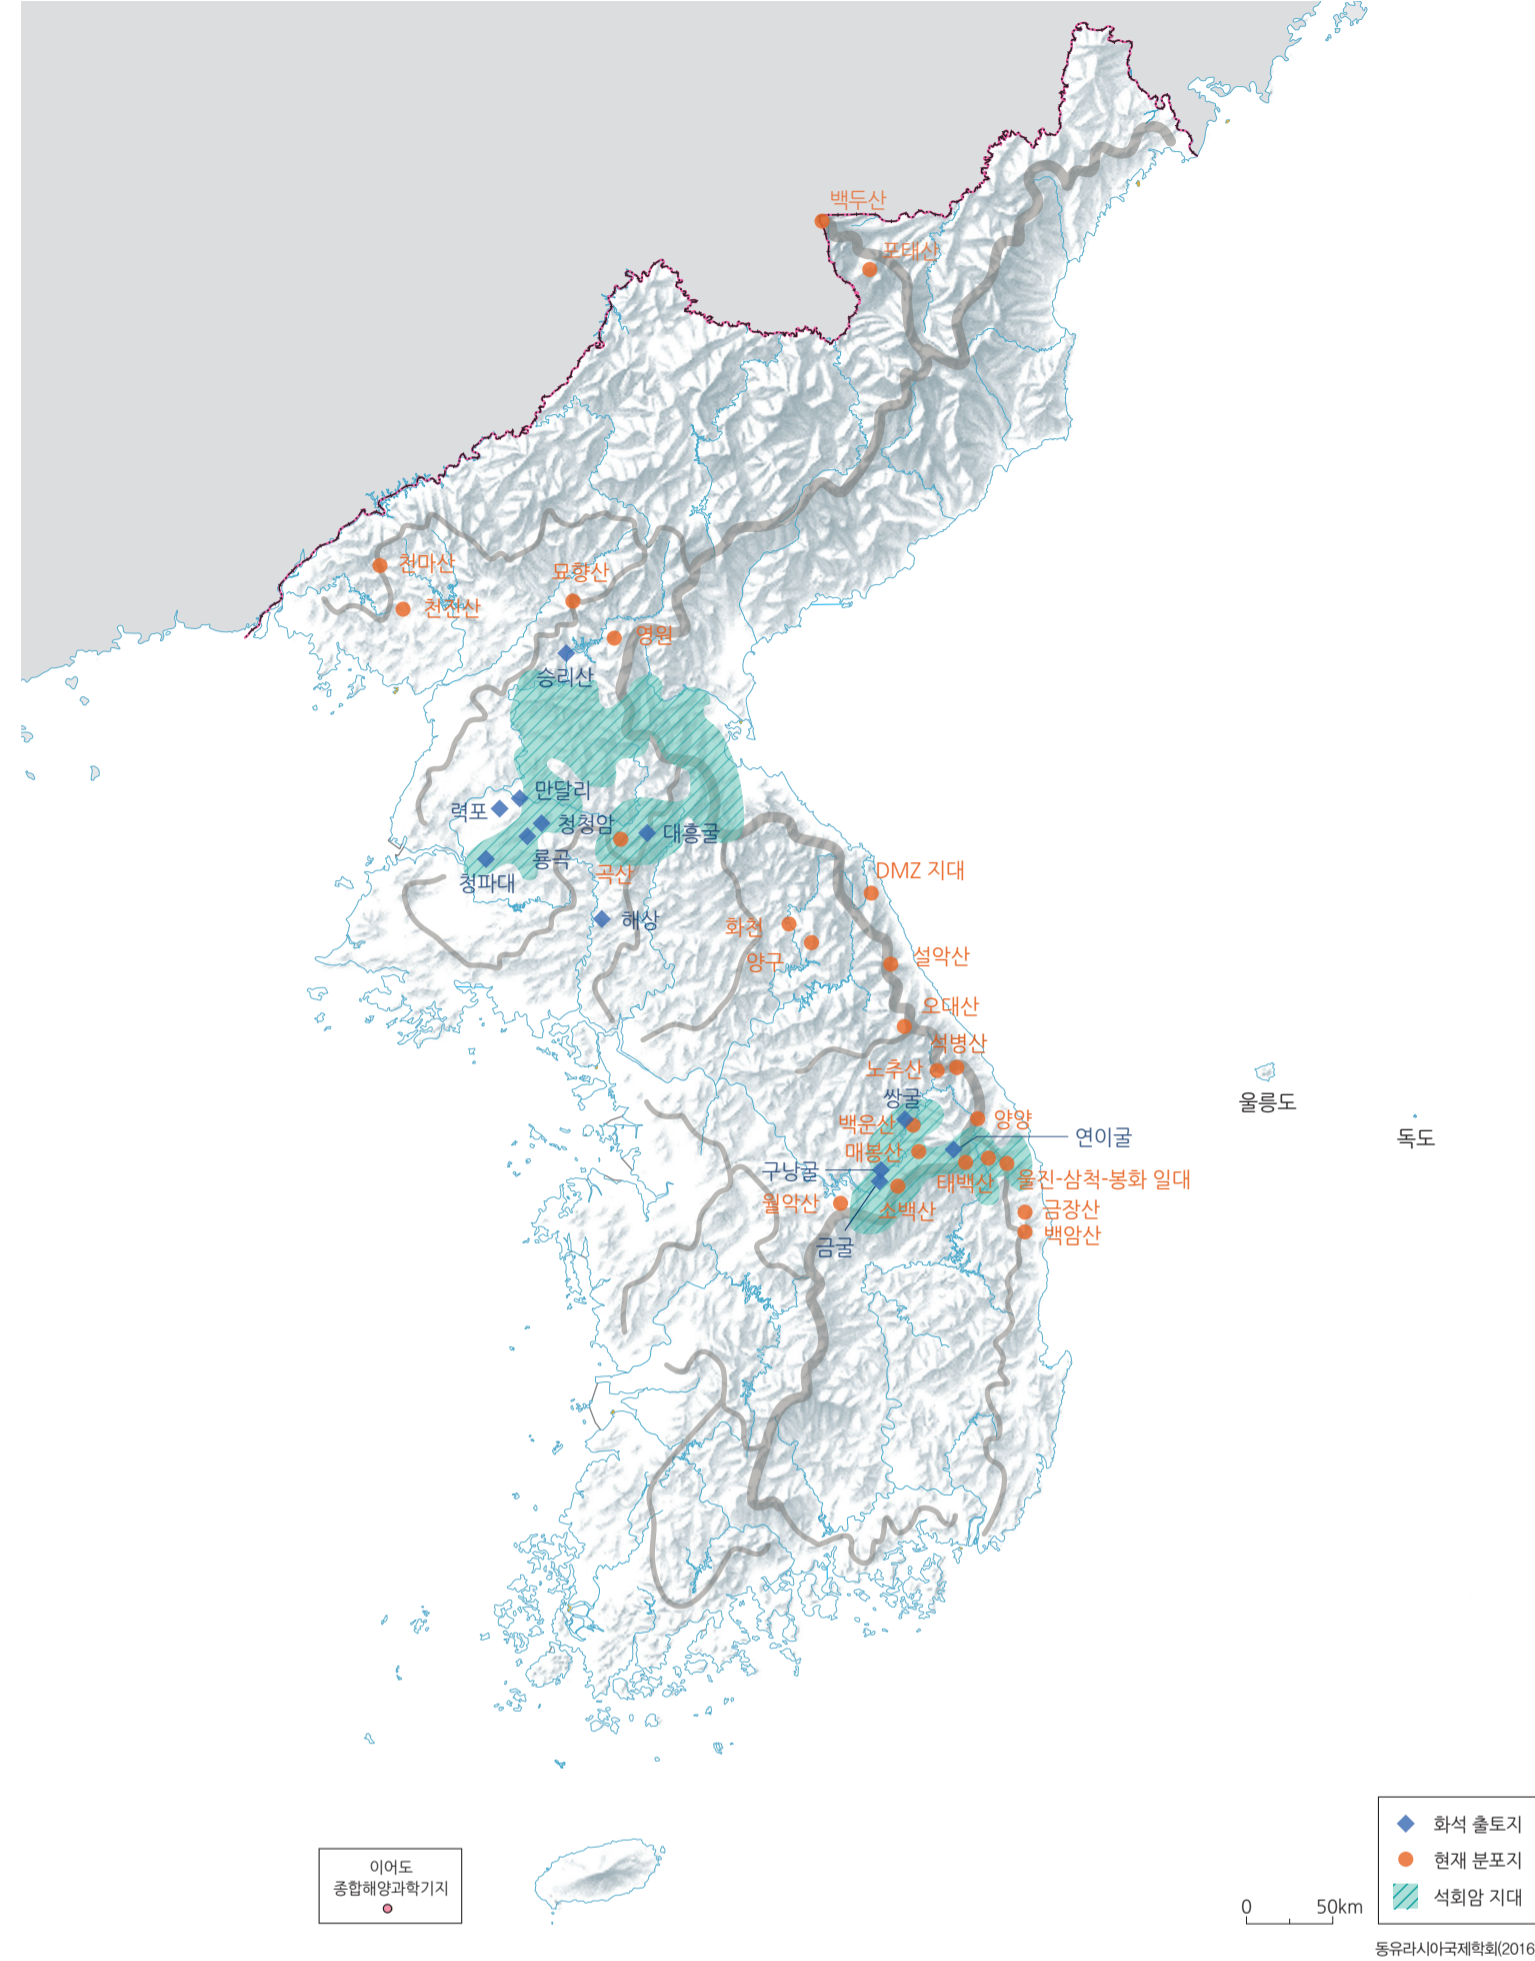 백두산
포태산
천마산
천진산
묘향산
영원
승리산
만달리
력포
청청암
대흥굴
룡곡
곡산
청파대
해상
DMZ 지대
화천
양구
설악산
오대산
석병산
노추산
쌍굴
백운산
양양
연이굴
매봉산
구낭굴
태백산
울진-삼척-봉화 일대
월악산
소백산
금장산
백암산
금굴
울릉도
독도
이어도
종합해양과학기지
화석 출토지
현재 분포지
석회암 지대
0 50km
동유라시아국제학회(2016